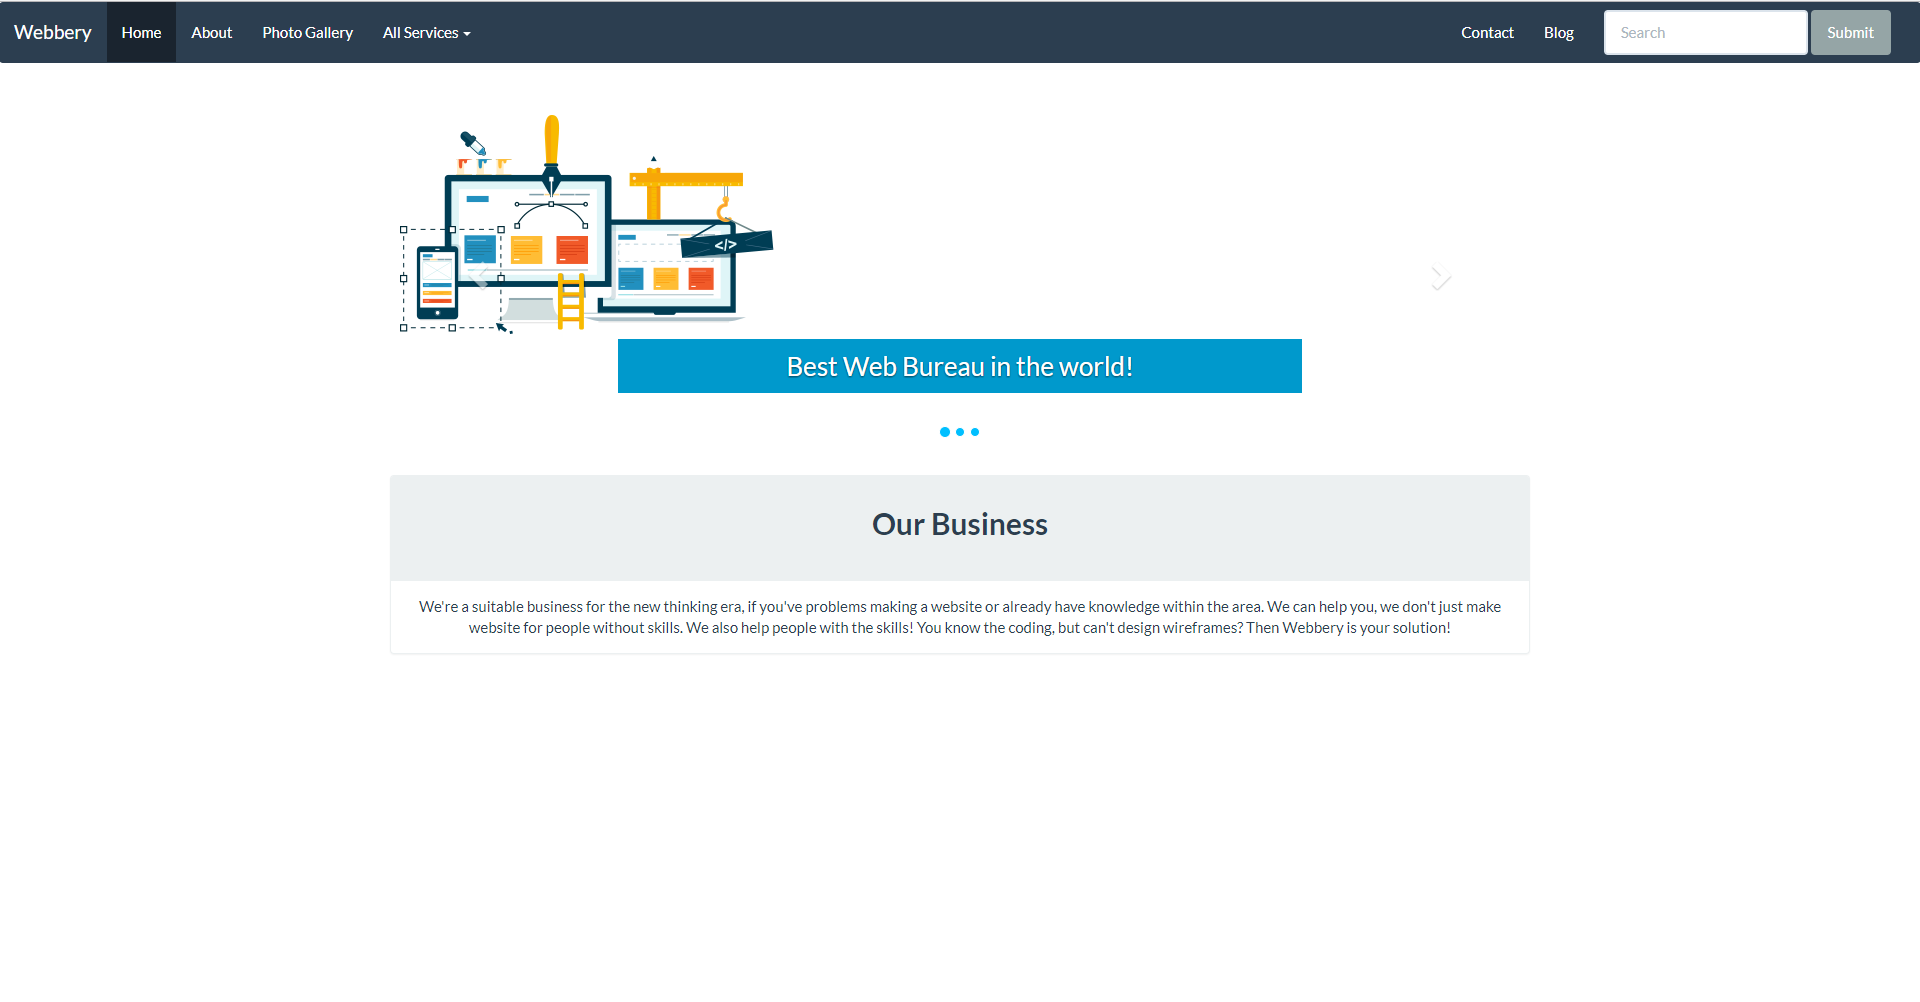 Webbery Home About Photo Gallery All Services Contact Blog Search Submit
</>
Best Web Bureau in the world!
Our Business
We're a suitable business for the new thinking era, if you've problems making a website or already have knowledge within the area. We can help you, we don't just make
website for people without skills. We also help people with the skills! You know the coding, but can't design wireframes? Then Webbery is your solution!